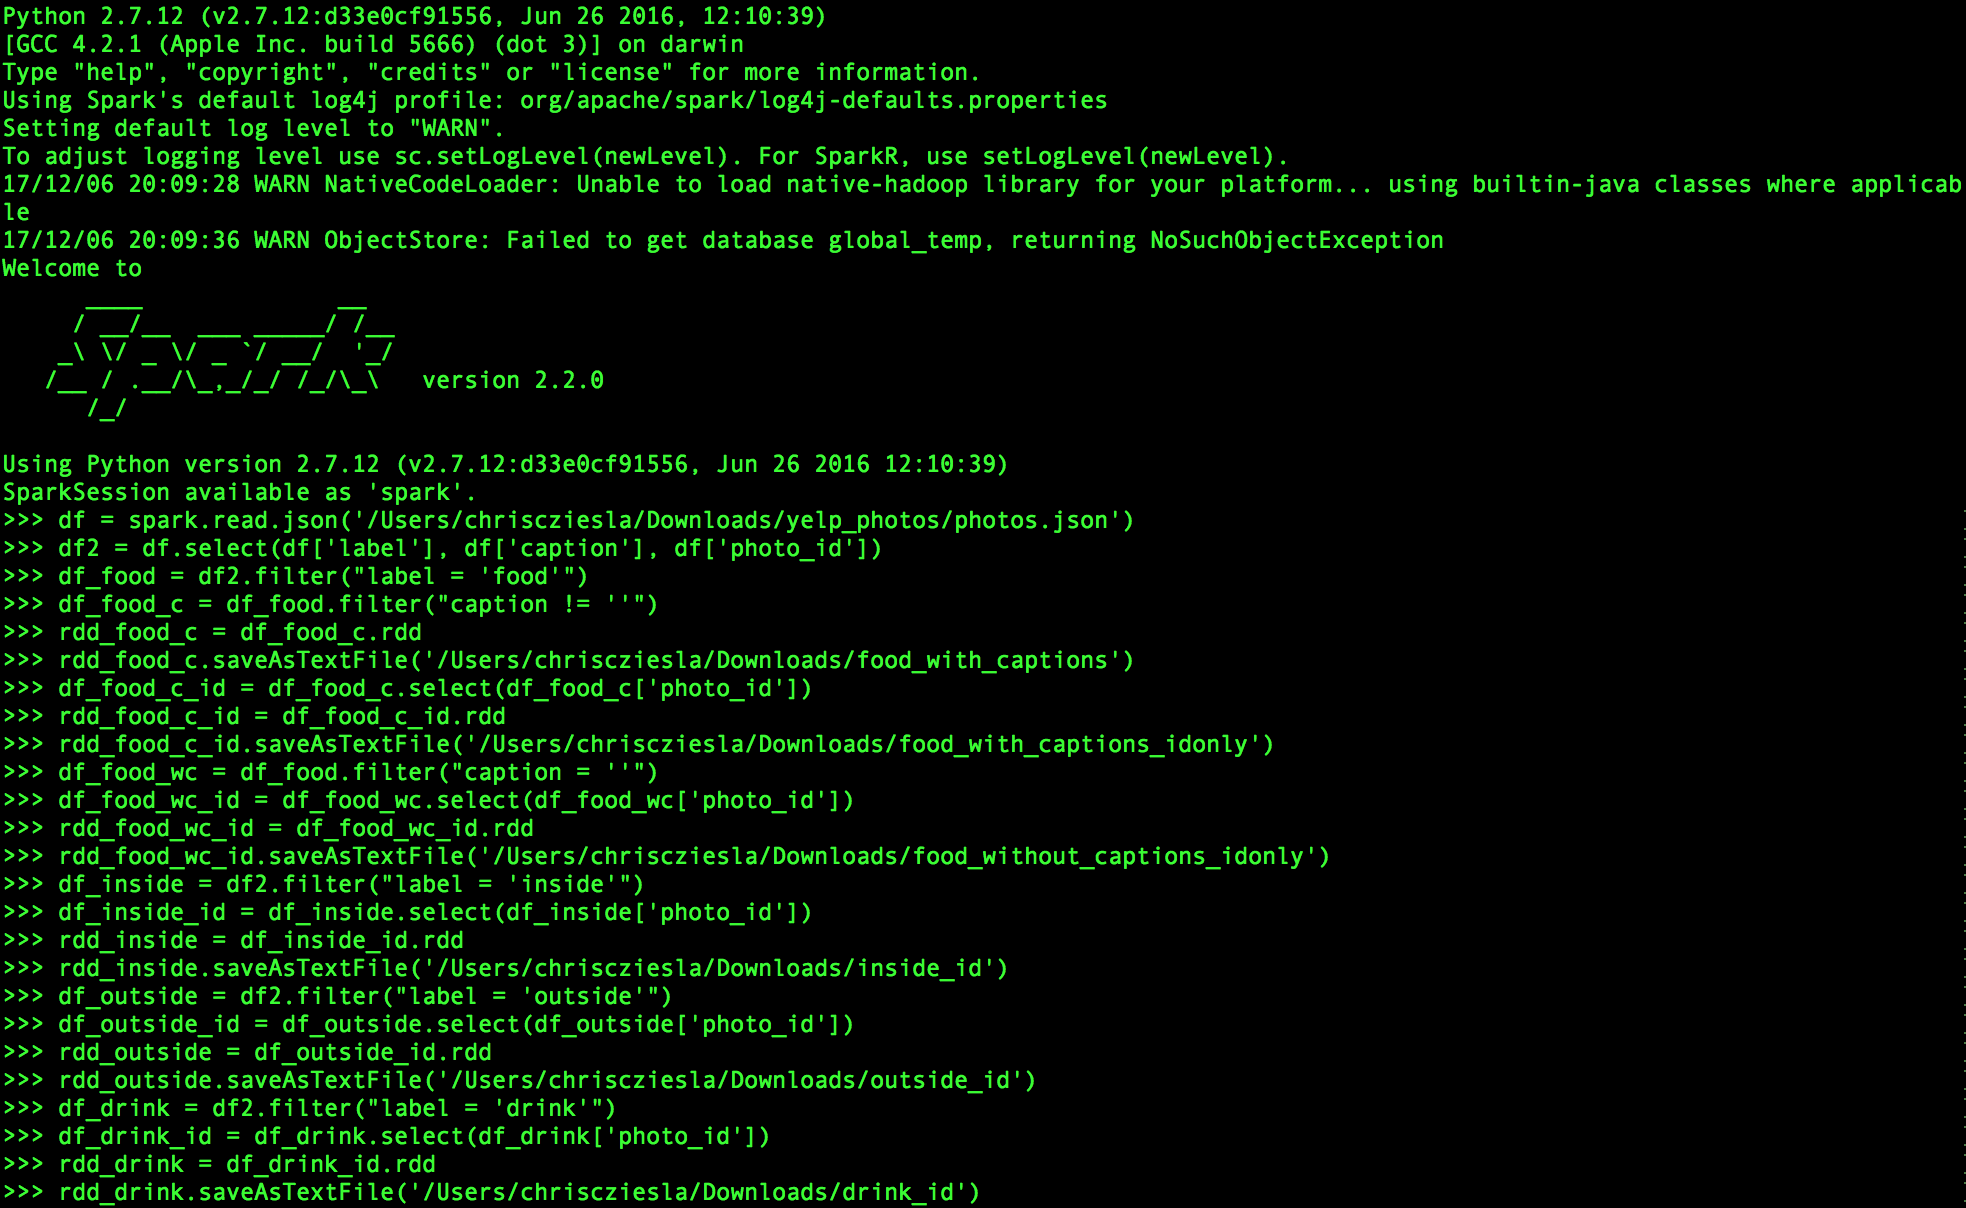 Python 2.7.12 (v2.7.12:d33e0cf91556, Jun 26 2016, 12:10:39)
[GCC 4.2.1 (Apple Inc. build 5666) (dot 3)] on darwin
Type "help", "copyright", "credits" or "license" for more information.
Using Spark's default log4j profile: org/apache/spark/log4j-defaults.properties
Setting default log level to "WARN".
To adjust logging level use sc.setLogLevel(newLevel). For SparkR, use setLogLevel(newLevel).
17/12/06 20:09:28 WARN NativeCodeLoader: Unable to load native-hadoop library for your platform... using builtin-java classes where applicab
le
17/12/06 20:09:36 WARN ObjectStore: Failed to get database global_temp, returning NoSuchObjectException
Welcome to
      ____              __
     / __/__  ___ _____/ /__
    _\ \/ _ \/ _ `/ __/  '_/
   /__ / .__/\_,_/_/ /_/\_\   version 2.2.0
      /_/
Using Python version 2.7.12 (v2.7.12:d33e0cf91556, Jun 26 2016 12:10:39)
SparkSession available as 'spark'.
>>> df = spark.read.json('/Users/chriscziesla/Downloads/yelp_photos/photos.json')
>>> df2 = df.select(df['label'], df['caption'], df['photo_id'])
>>> df_food = df2.filter("label = 'food'")
>>> df_food_c = df_food.filter("caption != ''")
>>> rdd_food_c = df_food_c.rdd
>>> rdd_food_c.saveAsTextFile('/Users/chriscziesla/Downloads/food_with_captions')
>>> df_food_c_id = df_food_c.select(df_food_c['photo_id'])
>>> rdd_food_c_id = df_food_c_id.rdd
>>> rdd_food_c_id.saveAsTextFile('/Users/chriscziesla/Downloads/food_with_captions_idonly')
>>> df_food_wc = df_food.filter("caption = ''")
>>> df_food_wc_id = df_food_wc.select(df_food_wc['photo_id'])
>>> rdd_food_wc_id = df_food_wc_id.rdd
>>> rdd_food_wc_id.saveAsTextFile('/Users/chriscziesla/Downloads/food_without_captions_idonly')
>>> df_inside = df2.filter("label = 'inside'")
>>> df_inside_id = df_inside.select(df_inside['photo_id'])
>>> rdd_inside = df_inside_id.rdd
>>> rdd_inside.saveAsTextFile('/Users/chriscziesla/Downloads/inside_id')
>>> df_outside = df2.filter("label = 'outside'")
>>> df_outside_id = df_outside.select(df_outside['photo_id'])
>>> rdd_outside = df_outside_id.rdd
>>> rdd_outside.saveAsTextFile('/Users/chriscziesla/Downloads/outside_id')
>>> df_drink = df2.filter("label = 'drink'")
>>> df_drink_id = df_drink.select(df_drink['photo_id'])
>>> rdd_drink = df_drink_id.rdd
>>> rdd_drink.saveAsTextFile('/Users/chriscziesla/Downloads/drink_id')